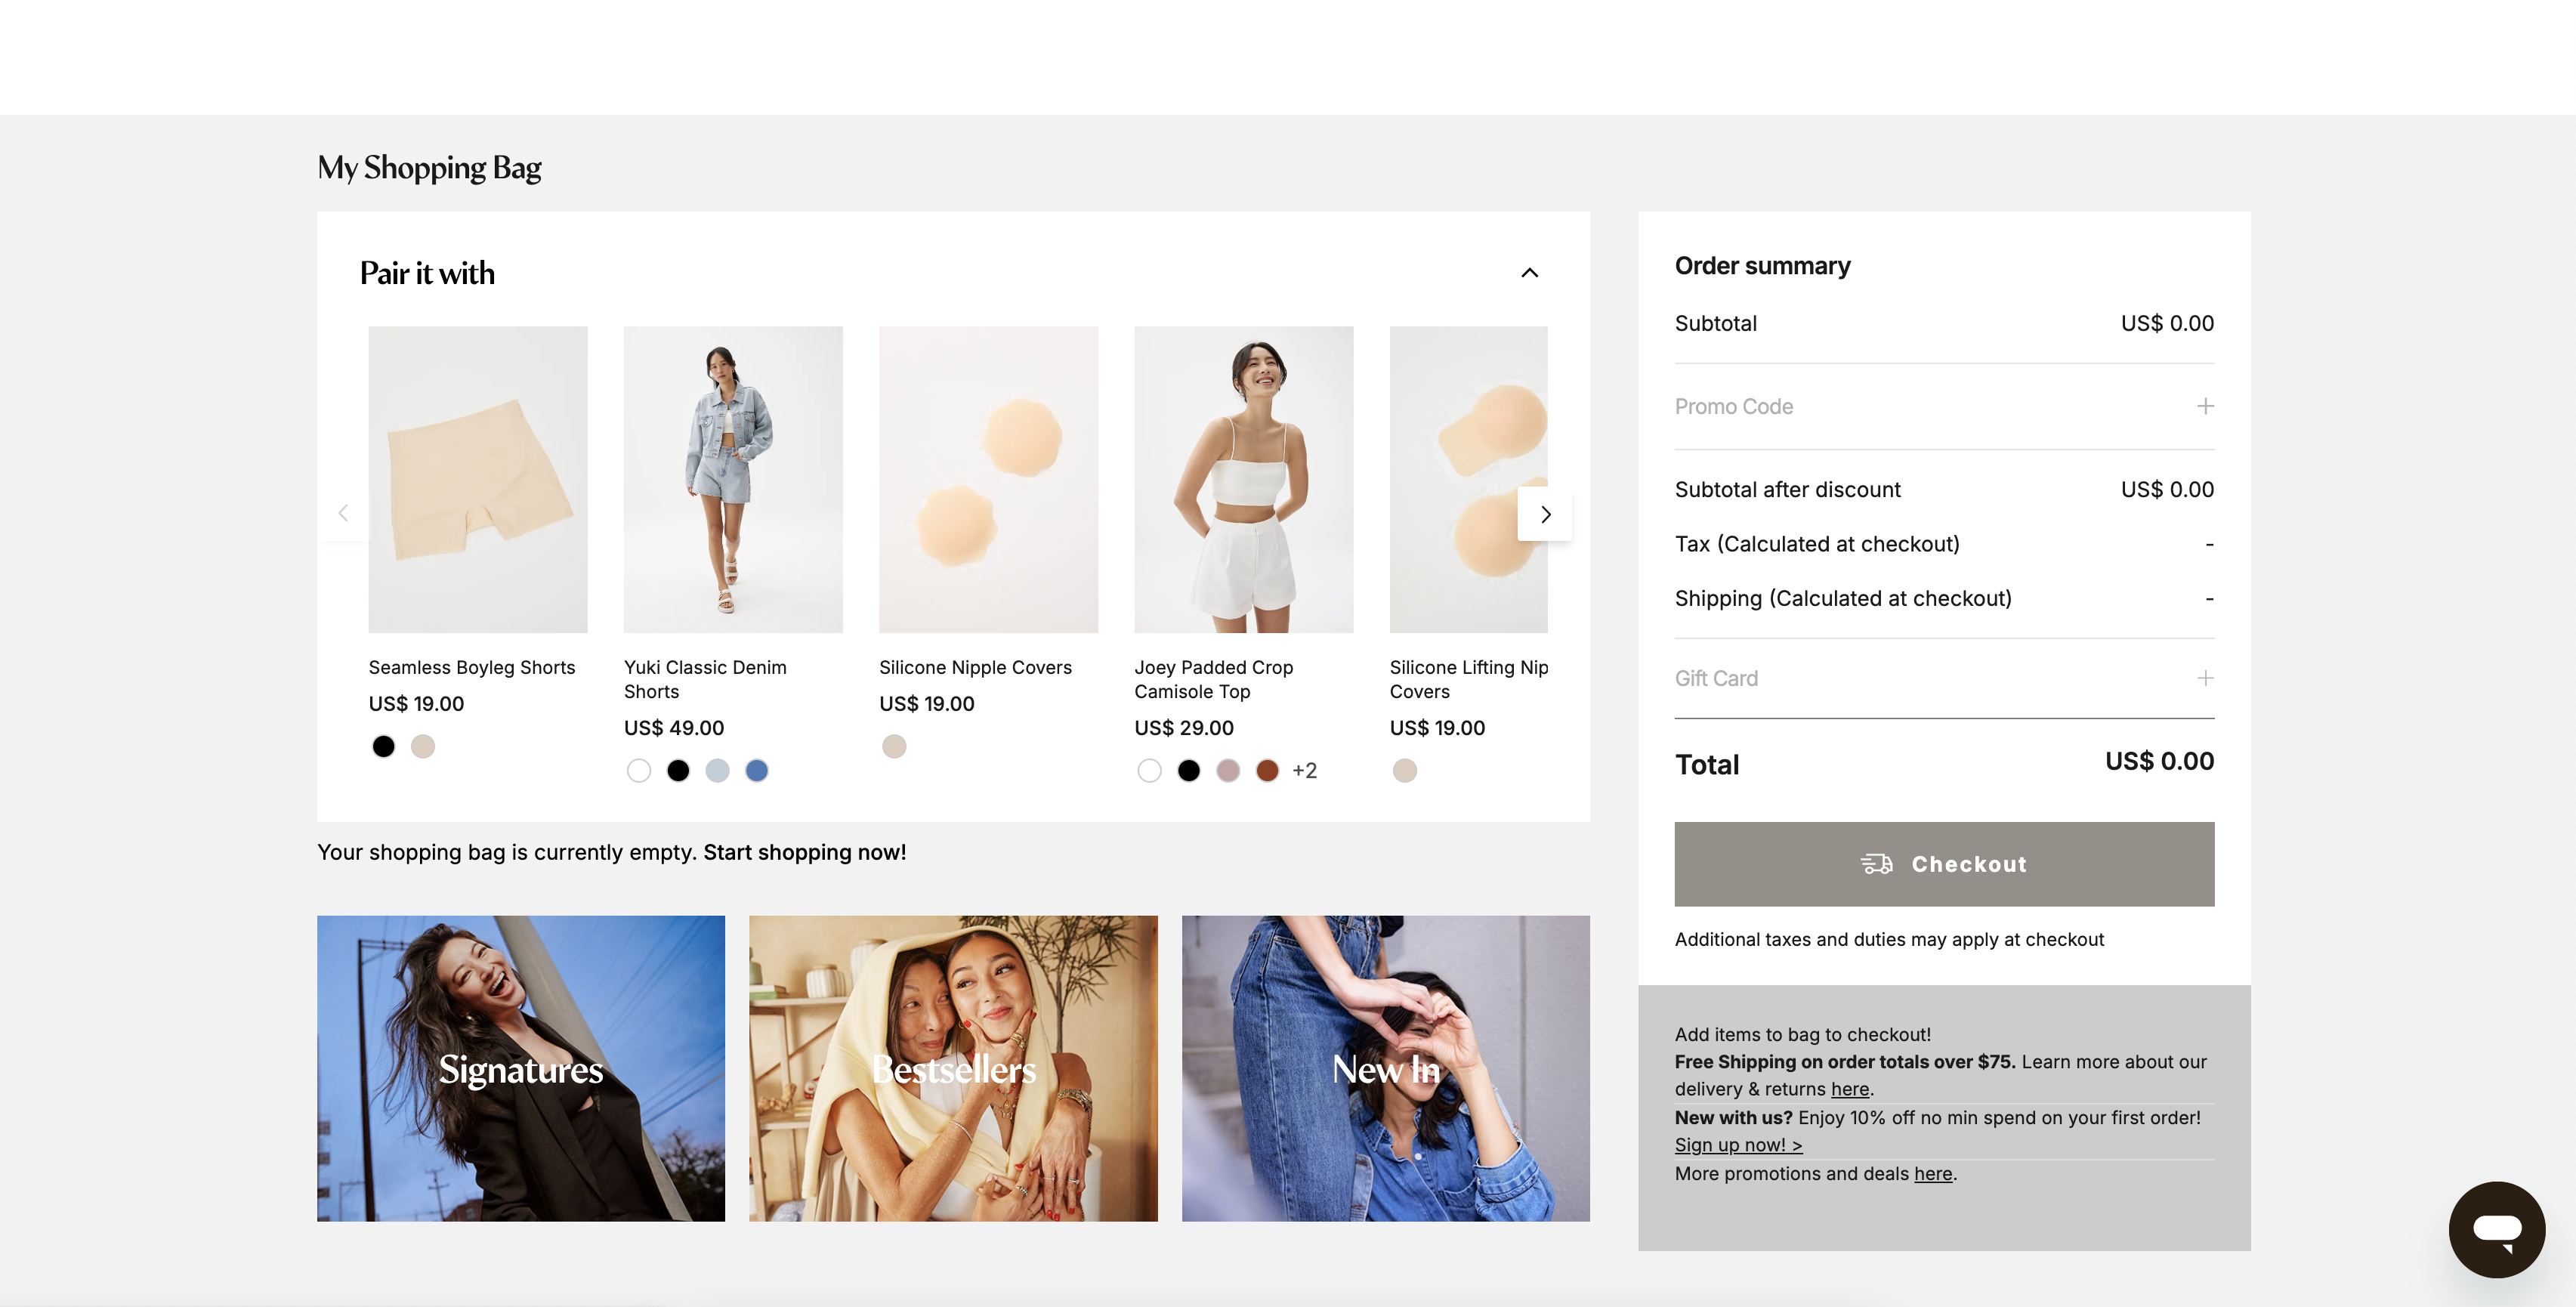 My Shopping Bag
Pair it with
Seamless Boyleg Shorts
US$ 19.00
Yuki Classic Denim
Shorts
US$ 49.00
Silicone Nipple Covers
US$ 19.00
Joey Padded Crop
Camisole Top
US$ 29.00
+2
Silicone Lifting Nip
Covers
US$ 19.00
Your shopping bag is currently empty. Start shopping now!
Signatures
Bestsellers
New In
Order summary
Subtotal US$ 0.00
Promo Code +
Subtotal after discount US$ 0.00
Tax (Calculated at checkout) -
Shipping (Calculated at checkout) -
Gift Card +
Total US$ 0.00
Checkout
Additional taxes and duties may apply at checkout
Add items to bag to checkout!
Free Shipping on order totals over $75. Learn more about our
delivery & returns here.
New with us? Enjoy 10% off no min spend on your first order!
Sign up now! >
More promotions and deals here.